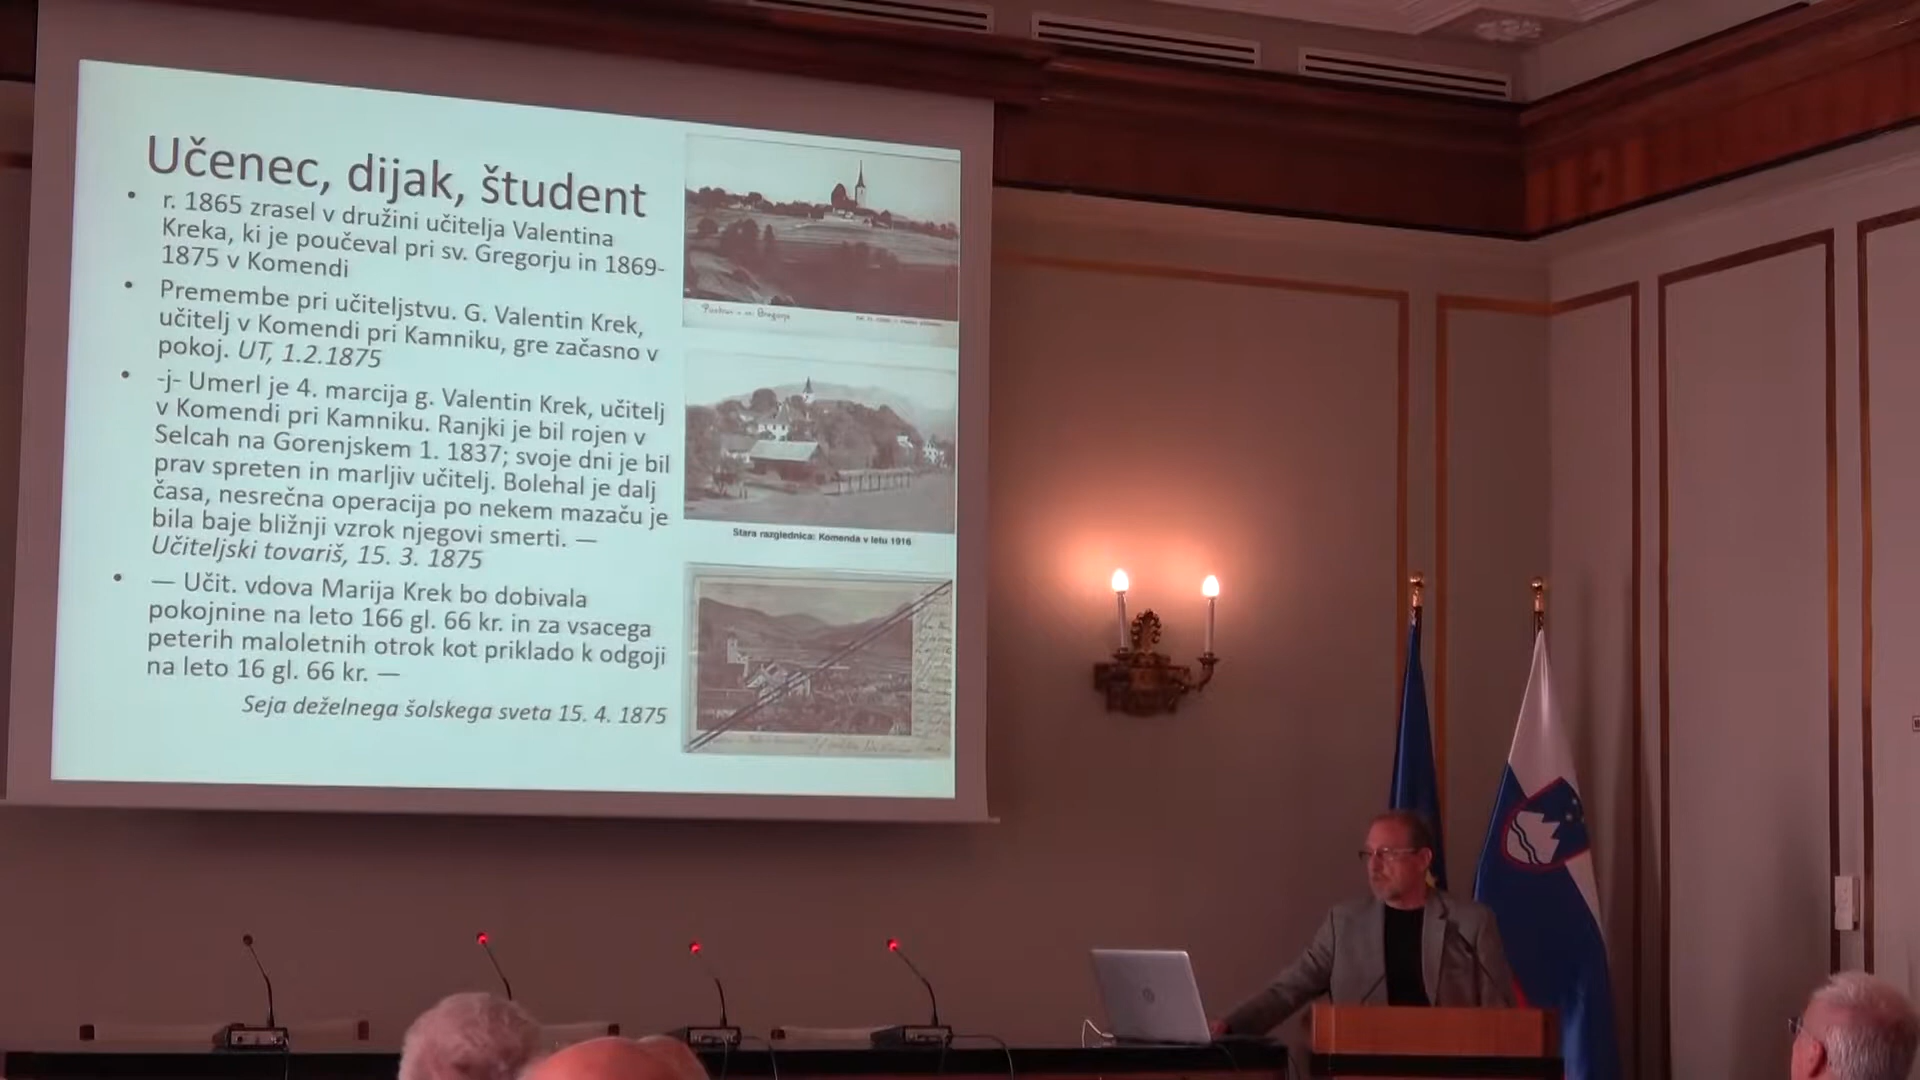 Učenec, dijak, študent
• r. 1865 zrasel v družini učitelja Valentina
Kreka, ki je poučeval pri sv. Gregorju in 1869-
1875 v Komendi
• Premembe pri učiteljstvu. G. Valentin Krek,
učitelj v Komendi pri Kamniku, gre začasno v
pokoj. UT, 1.2.1875
• -j- Umerl je 4. marcija g. Valentin Krek, učitelj
v Komendi pri Kamniku. Ranjki je bil rojen v
Selcah na Gorenjskem 1. 1837; svoje dni je bil
prav spreten in marljiv učitelj. Bolehal je dalj
časa, nesrečna operacija po nekem mazaču je
bila baje bližnji vzrok njegovi smerti. —
Učiteljski tovariš, 15. 3. 1875
• — Učit. vdova Marija Krek bo dobivala
pokojnine na leto 166 gl. 66 kr. in za vsacega
peterih maloletnih otrok kot priklado k odgoji
na leto 16 gl. 66 kr. —
Seja deželnega šolskega sveta 15. 4. 1875
Stara razglednica: Komenda v letu 1916